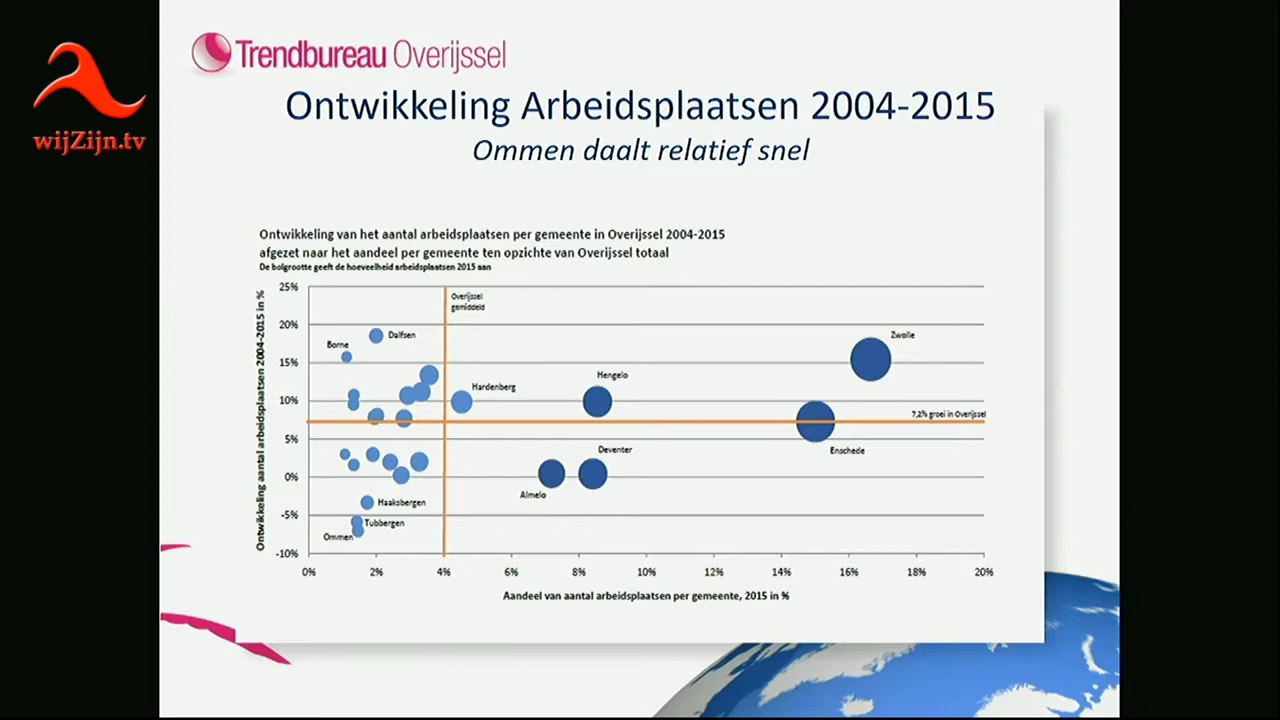 Trendbureau Overijssel
wijZijn.tv
Ontwikkeling Arbeidsplaatsen 2004-2015
Ommen daalt relatief snel
Ontwikkeling van het aantal arbeidsplaatsen per gemeente in Overijssel 2004-2015
afgezet naar het aandeel per gemeente ten opzichte van Overijssel totaal
De bolgrootte geeft de hoeveelheid arbeidsplaatsen 2015 aan
Ontwikkeling aantal arbeidsplaatsen 2004-2015 in %
25%
20%
15%
10%
5%
0%
-5%
-10%
Overijssel
gemiddeld
Dalfsen
Borne
Zwolle
Hengelo
Hardenberg
7,2% groei in Overijssel
Deventer
Enschede
Almelo
Haaksbergen
Tubbergen
Ommen
0% 2% 4% 6% 8% 10% 12% 14% 16% 18% 20%
Aandeel van aantal arbeidsplaatsen per gemeente, 2015 in %